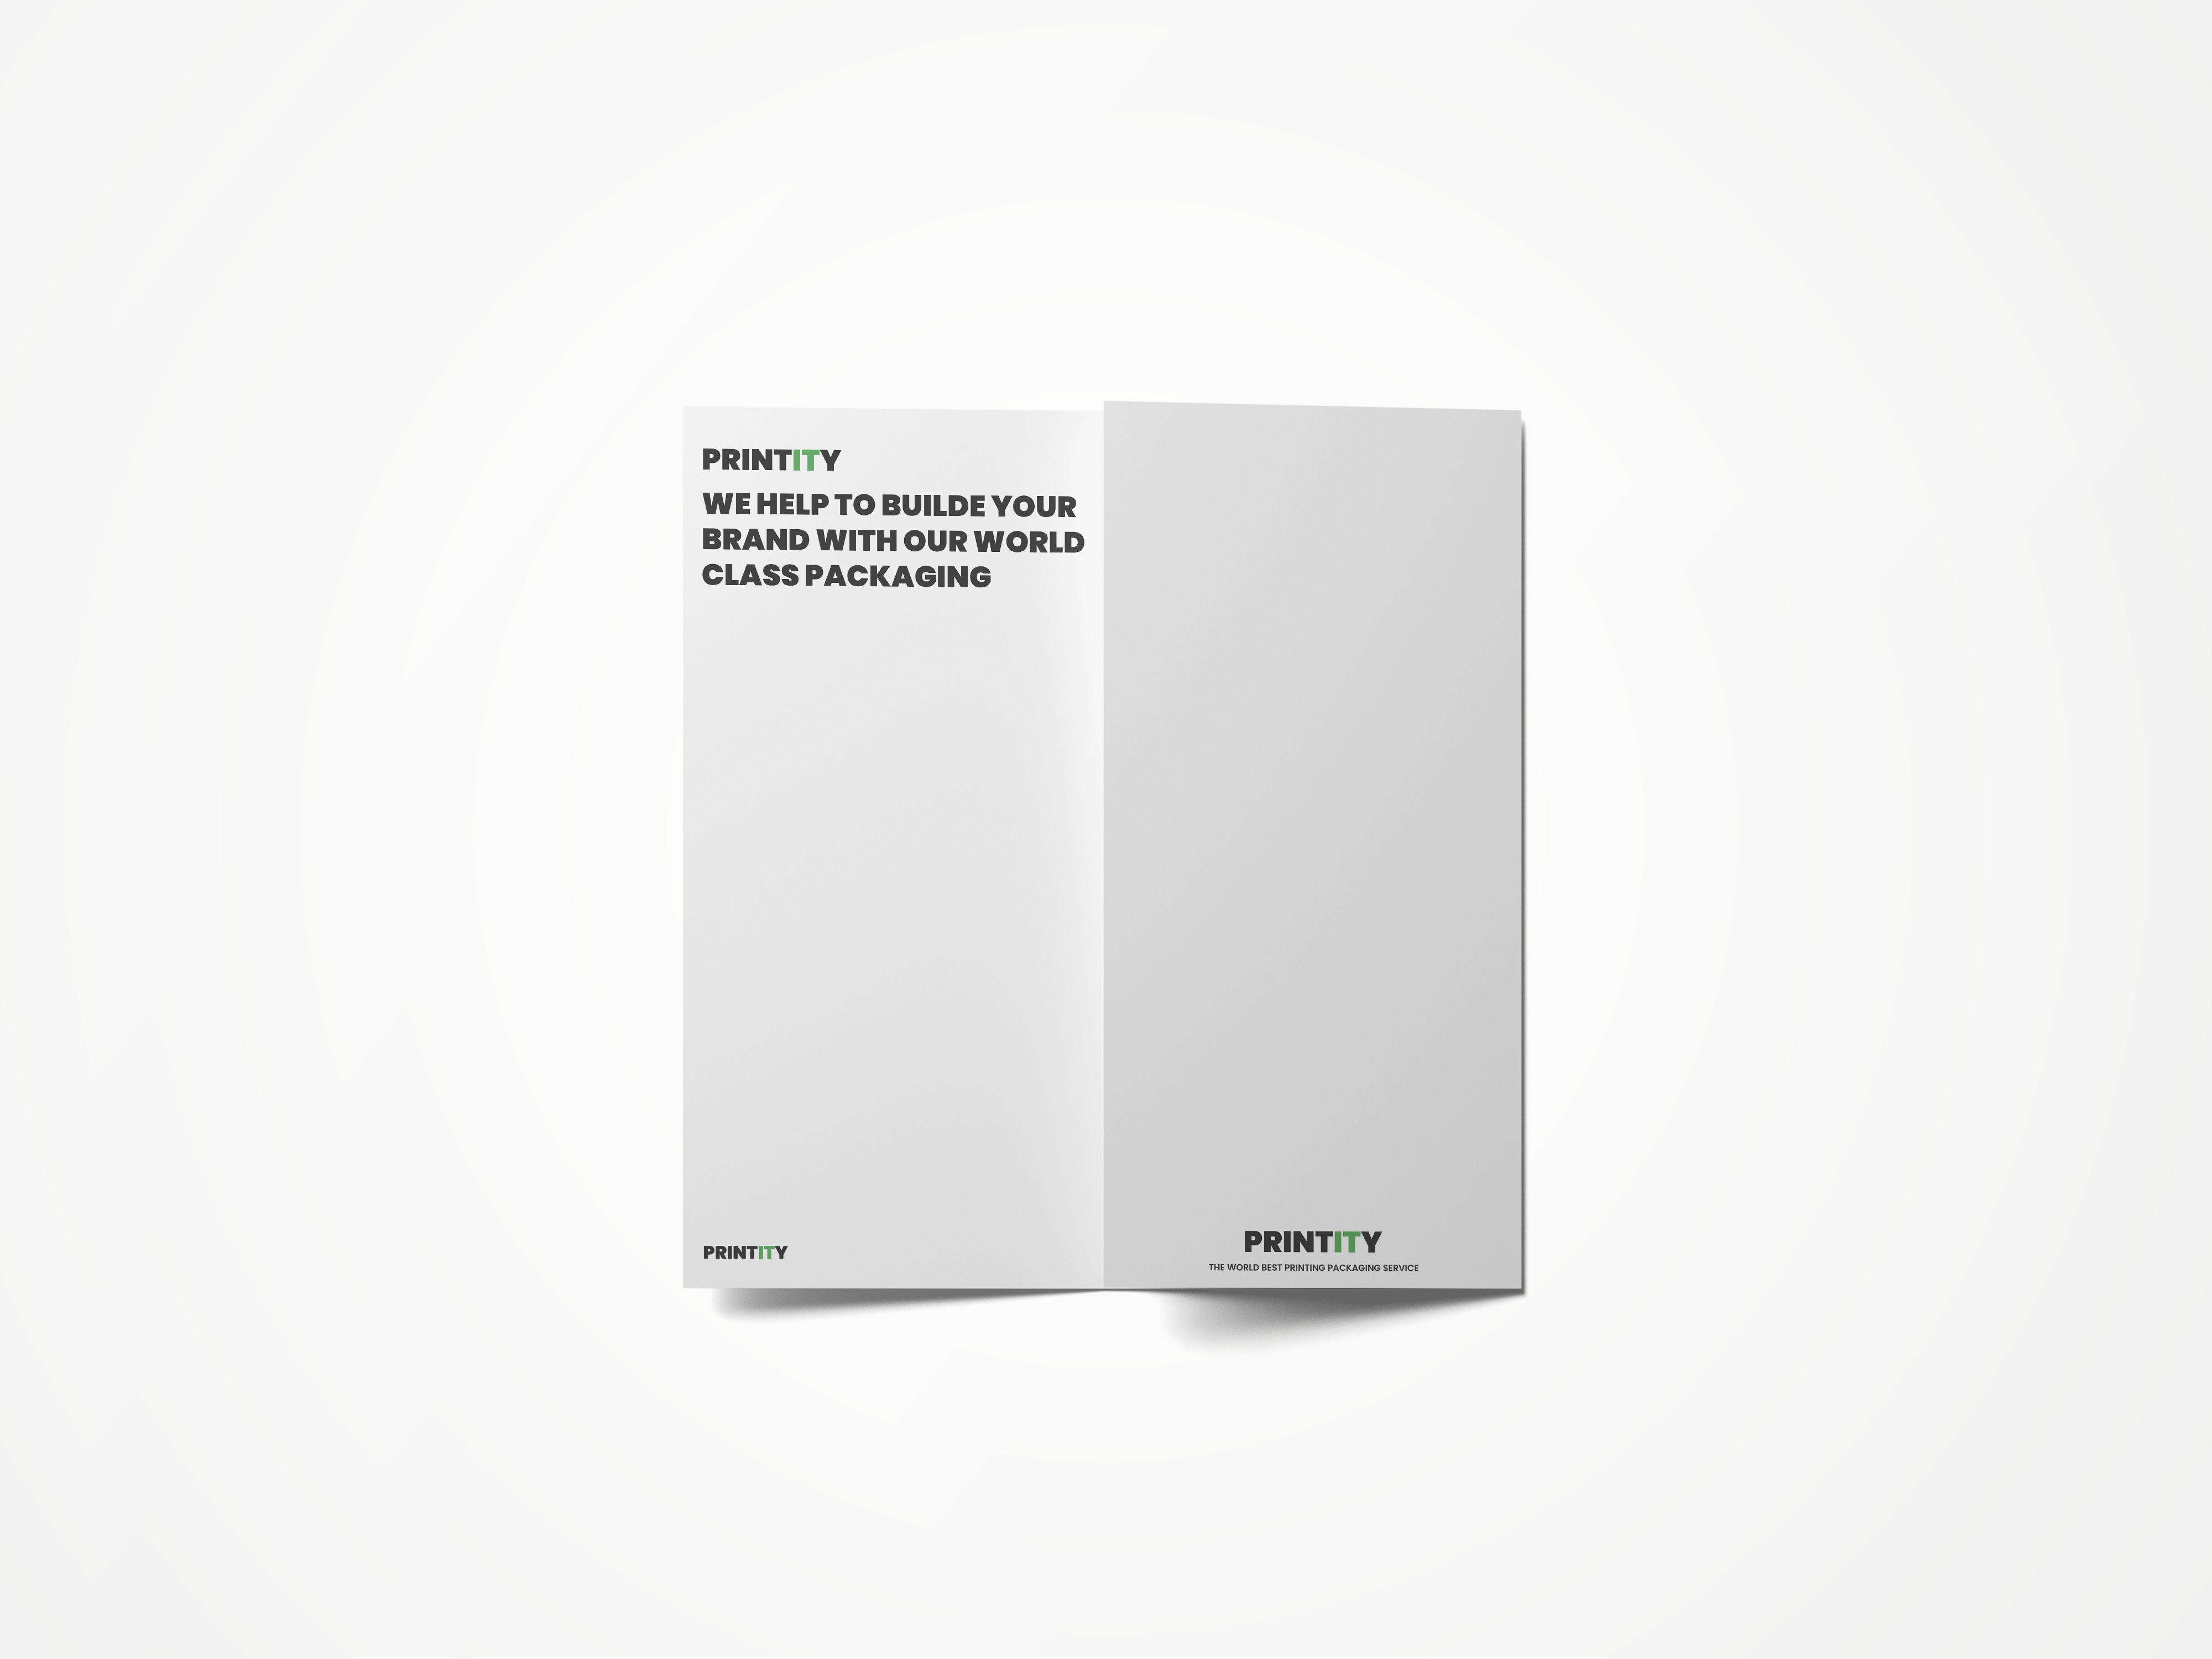 PRINTITY
WE HELP TO BUILDE YOUR
BRAND WITH OUR WORLD
CLASS PACKAGING
PRINTITY
PRINTITY
THE WORLD BEST PRINTING PACKAGING SERVICE